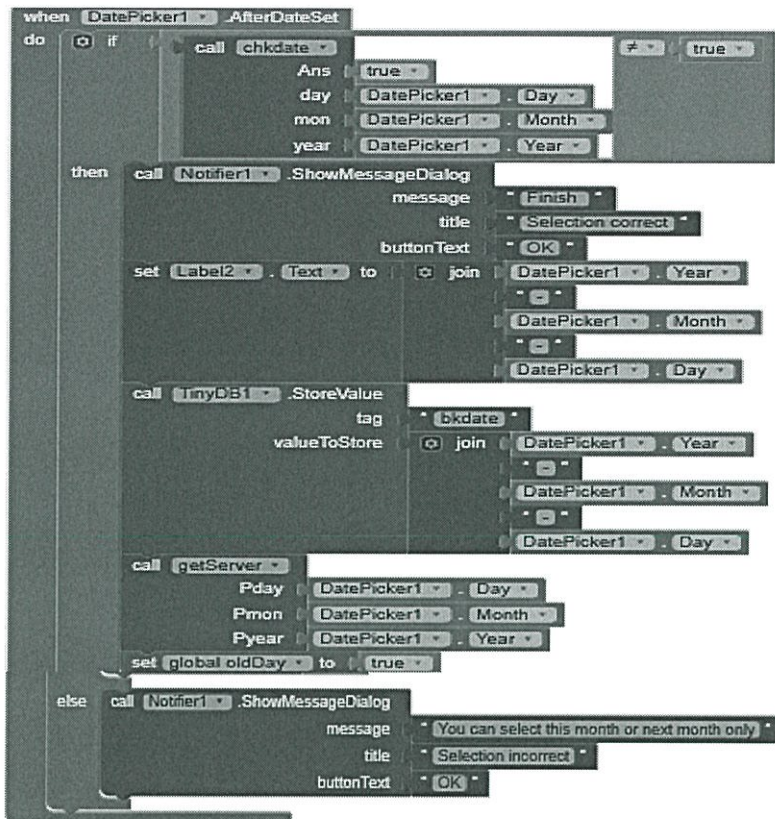 when DatePicker1 .AfterDateSet
do if call chkdate ≠ true
Ans true
day DatePicker1 . Day
mon DatePicker1 . Month
year DatePicker1 . Year
then call Notifier1 .ShowMessageDialog
message " Finish "
title " Selection correct "
buttonText " OK "
set Label2 . Text to join DatePicker1 . Year
" - "
DatePicker1 . Month
" - "
DatePicker1 . Day
call TinyDB1 .StoreValue
tag " bkdate "
valueToStore join DatePicker1 . Year
" - "
DatePicker1 . Month
" - "
DatePicker1 . Day
call getServer
Pday DatePicker1 . Day
Pmon DatePicker1 . Month
Pyear DatePicker1 . Year
set global oldDay to true
else call Notifier1 .ShowMessageDialog
message " You can select this month or next month only "
title " Selection incorrect "
buttonText " OK "